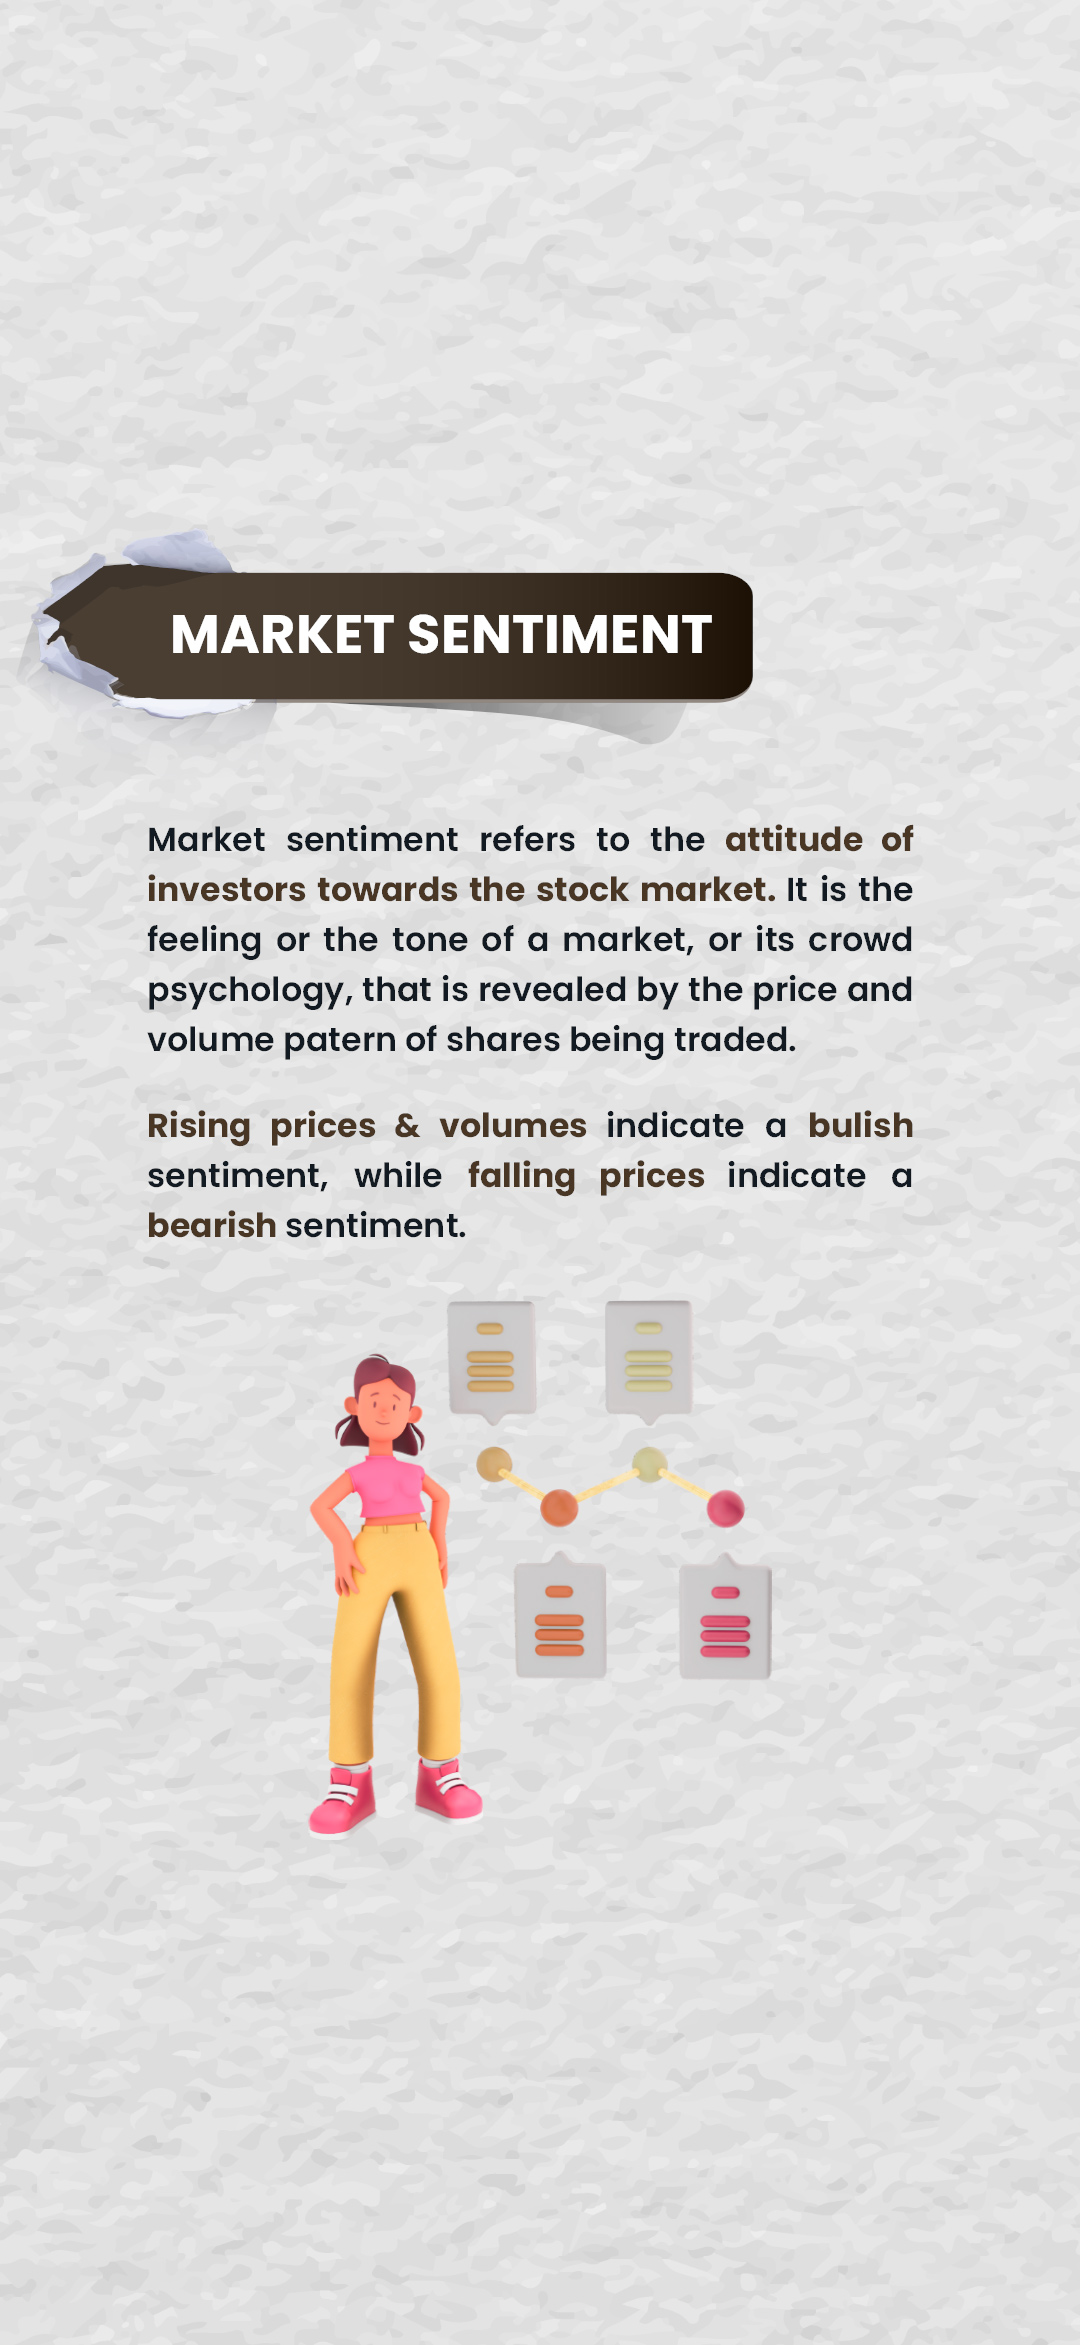 MARKET SENTIMENT
Market sentiment refers to the attitude of
investors towards the stock market. It is the
feeling or the tone of a market, or its crowd
psychology, that is revealed by the price and
volume patern of shares being traded.
Rising prices & volumes indicate a bulish
sentiment, while falling prices indicate a
bearish sentiment.